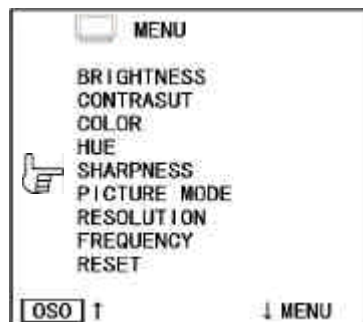 MENU
BRIGHTNESS
CONTRASUT
COLOR
HUE
SHARPNESS
PICTURE MODE
RESOLUTION
FREQUENCY
RESET
OSO ↑ ↓ MENU